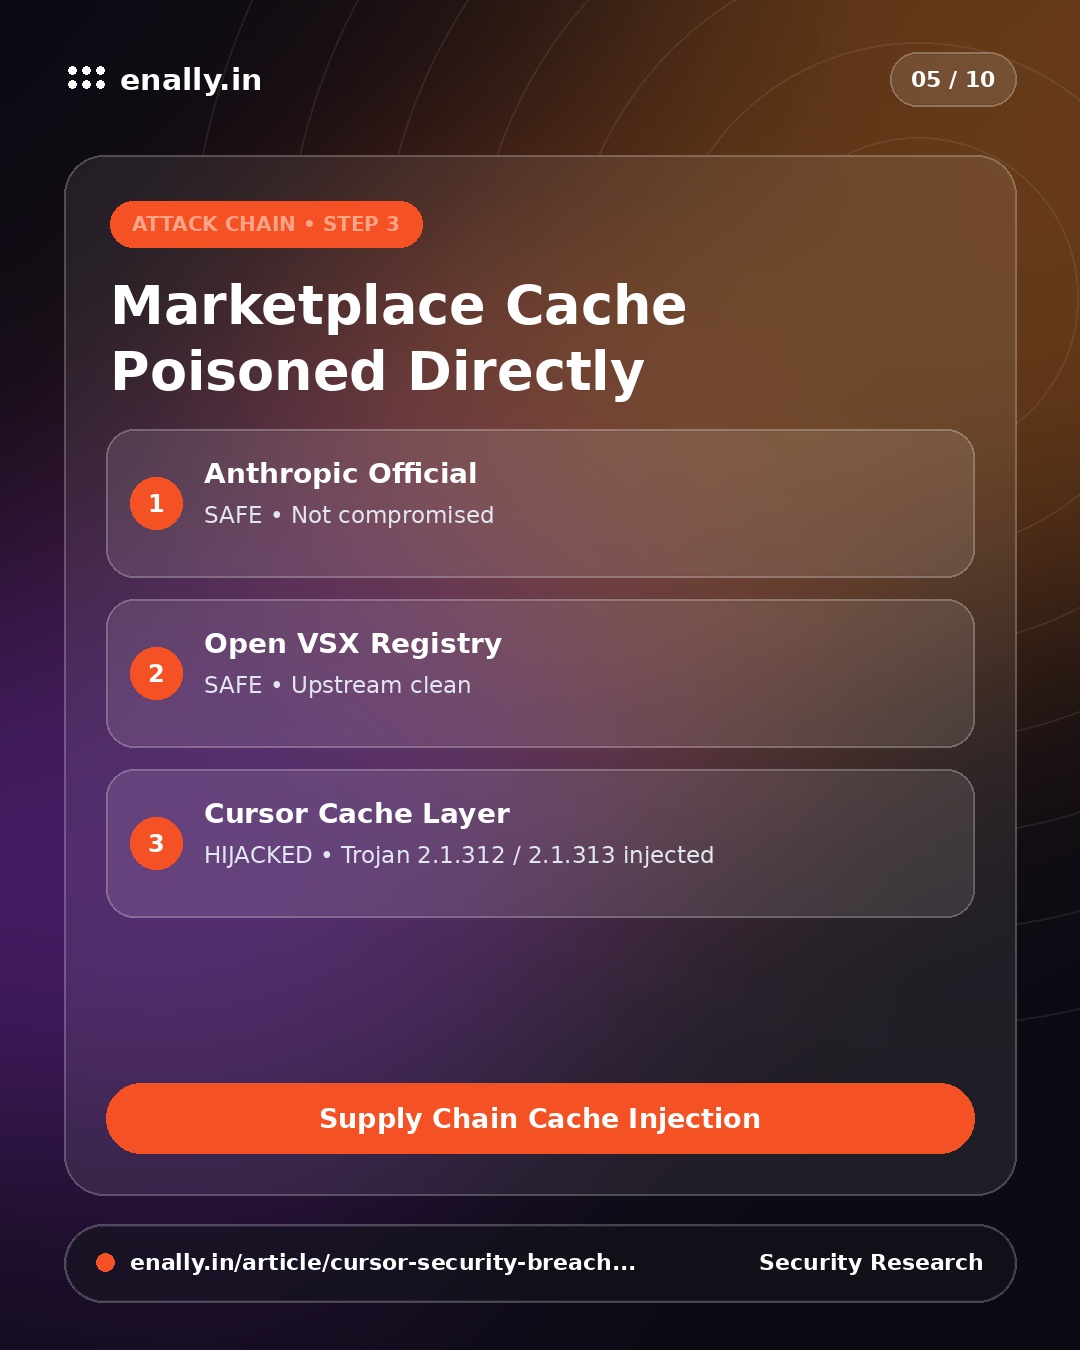 enally.in
05 / 10
ATTACK CHAIN • STEP 3
Marketplace Cache
Poisoned Directly
1
Anthropic Official
SAFE • Not compromised
2
Open VSX Registry
SAFE • Upstream clean
3
Cursor Cache Layer
HIJACKED • Trojan 2.1.312 / 2.1.313 injected
Supply Chain Cache Injection
enally.in/article/cursor-security-breach...
Security Research